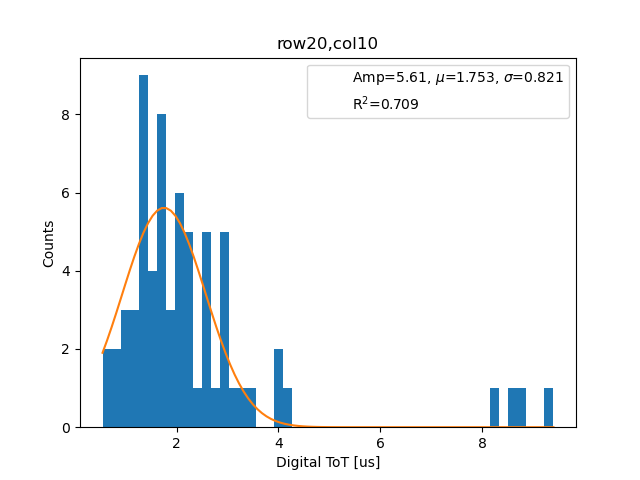 row20,col10
Amp=5.61, μ=1.753, σ=0.821
R²=0.709
8
6
4
2
0
Counts
2 4 6 8
Digital ToT [us]